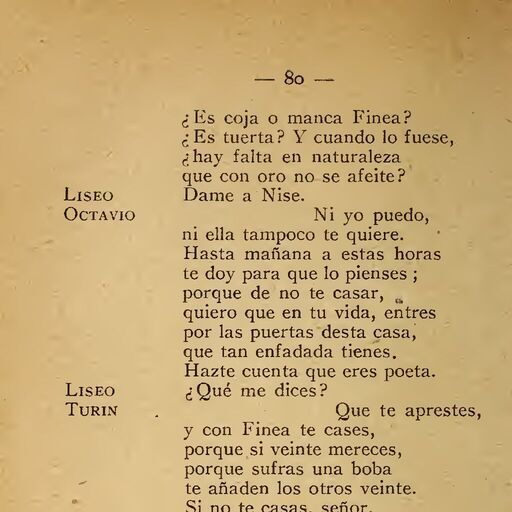 — 80 —
¿Es coja o manca Finea?
¿Es tuerta? Y cuando lo fuese,
¿hay falta en naturaleza
que con oro no se afeite?
LISEO Dame a Nise.
OCTAVIO Ni yo puedo,
ni ella tampoco te quiere.
Hasta mañana a estas horas
te doy para que lo pienses;
porque de no te casar,
quiero que en tu vida, entres
por las puertas desta casa,
que tan enfadada tienes.
Hazte cuenta que eres poeta.
LISEO ¿Qué me dices?
TURIN Que te aprestes,
y con Finea te cases,
porque si veinte mereces,
porque sufras una boba
te añaden los otros veinte.
Si no te casas, señor,